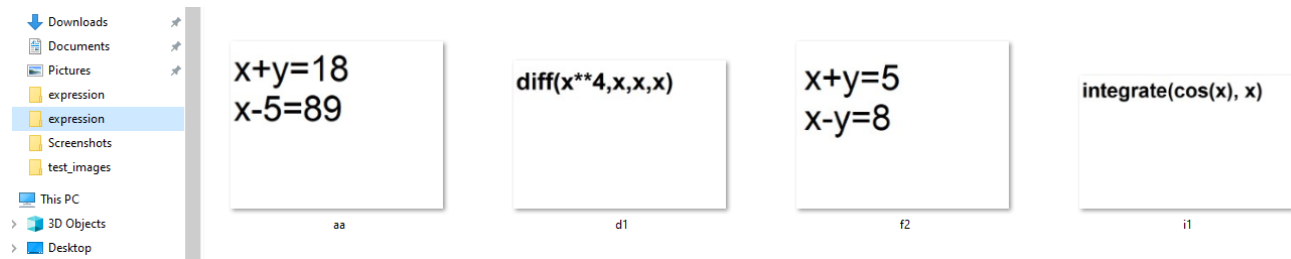 Downloads
Documents
Pictures
expression
expression
Screenshots
test_images
This PC
3D Objects
Desktop
x+y=18
x-5=89
aa
diff(x**4,x,x,x)
d1
x+y=5
x-y=8
f2
integrate(cos(x), x)
i1